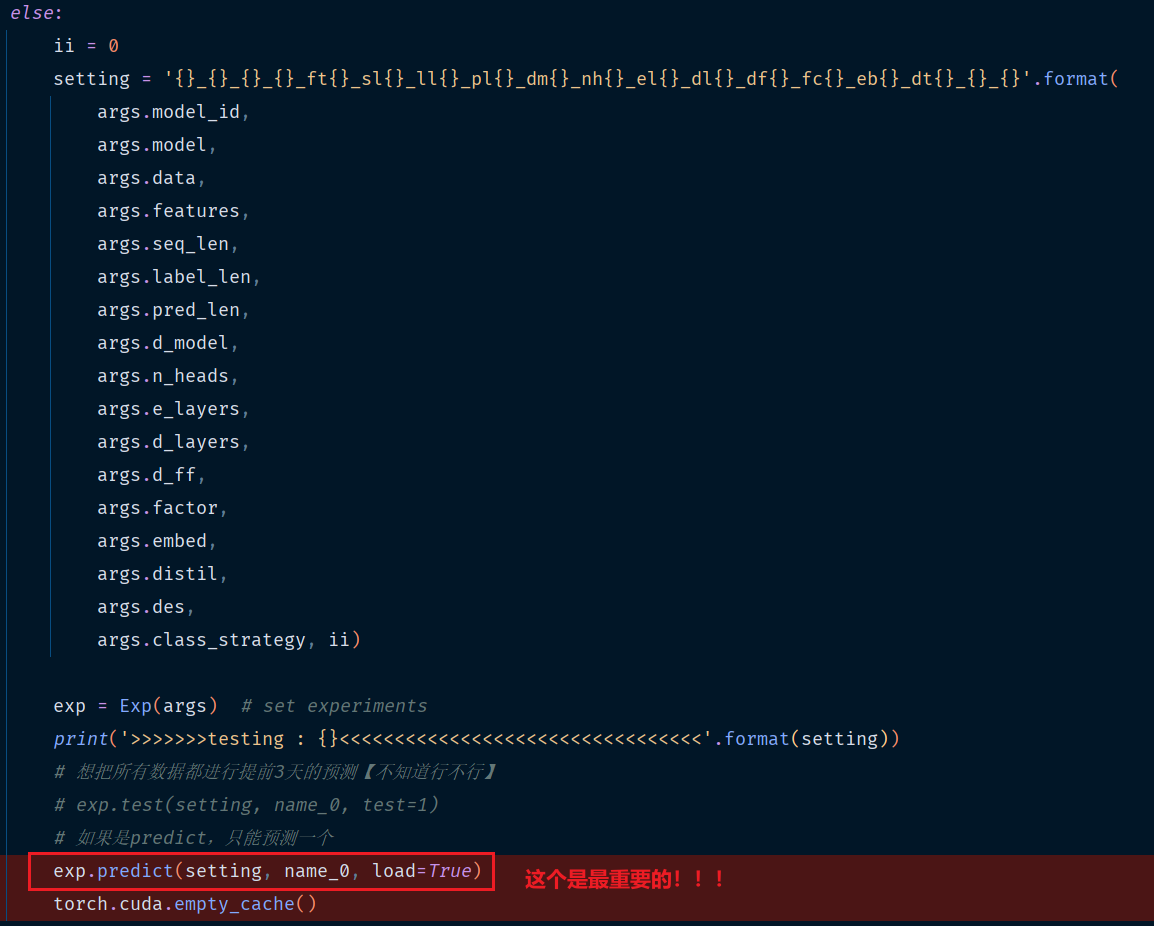 else:
ii = 0
setting = '{}_{}_{}_{}_ft{}_sl{}_ll{}_pl{}_dm{}_nh{}_el{}_dl{}_df{}_fc{}_eb{}_dt{}_{}_{}'.format(
args.model_id,
args.model,
args.data,
args.features,
args.seq_len,
args.label_len,
args.pred_len,
args.d_model,
args.n_heads,
args.e_layers,
args.d_layers,
args.d_ff,
args.factor,
args.embed,
args.distil,
args.des,
args.class_strategy, ii)
exp = Exp(args)  # set experiments
print('>>>>>>>testing : {}<<<<<<<<<<<<<<<<<<<<<<<<<<<<<<<<<'.format(setting))
# 想把所有数据都进行提前3天的预测【不知道行不行】
# exp.test(setting, name_0, test=1)
# 如果是predict，只能预测一个
exp.predict(setting, name_0, load=True) 这个是最重要的！！！
torch.cuda.empty_cache()